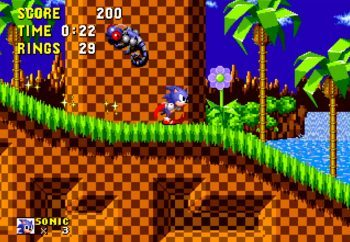 SCORE 200
TIME 0:22
RINGS 29
SONIC
× 3